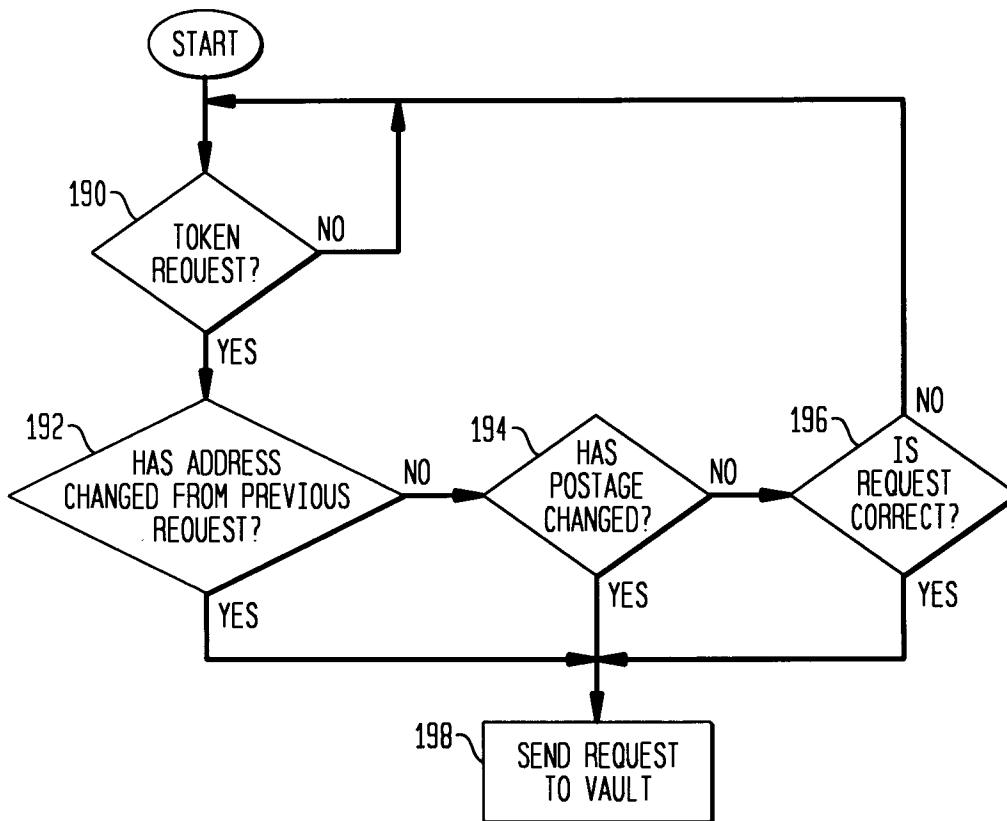 START
190
TOKEN
REQUEST?
NO
YES
192
HAS ADDRESS
CHANGED FROM PREVIOUS
REQUEST?
NO
YES
194
HAS
POSTAGE
CHANGED?
NO
YES
196
IS
REQUEST
CORRECT?
NO
YES
198
SEND REQUEST
TO VAULT